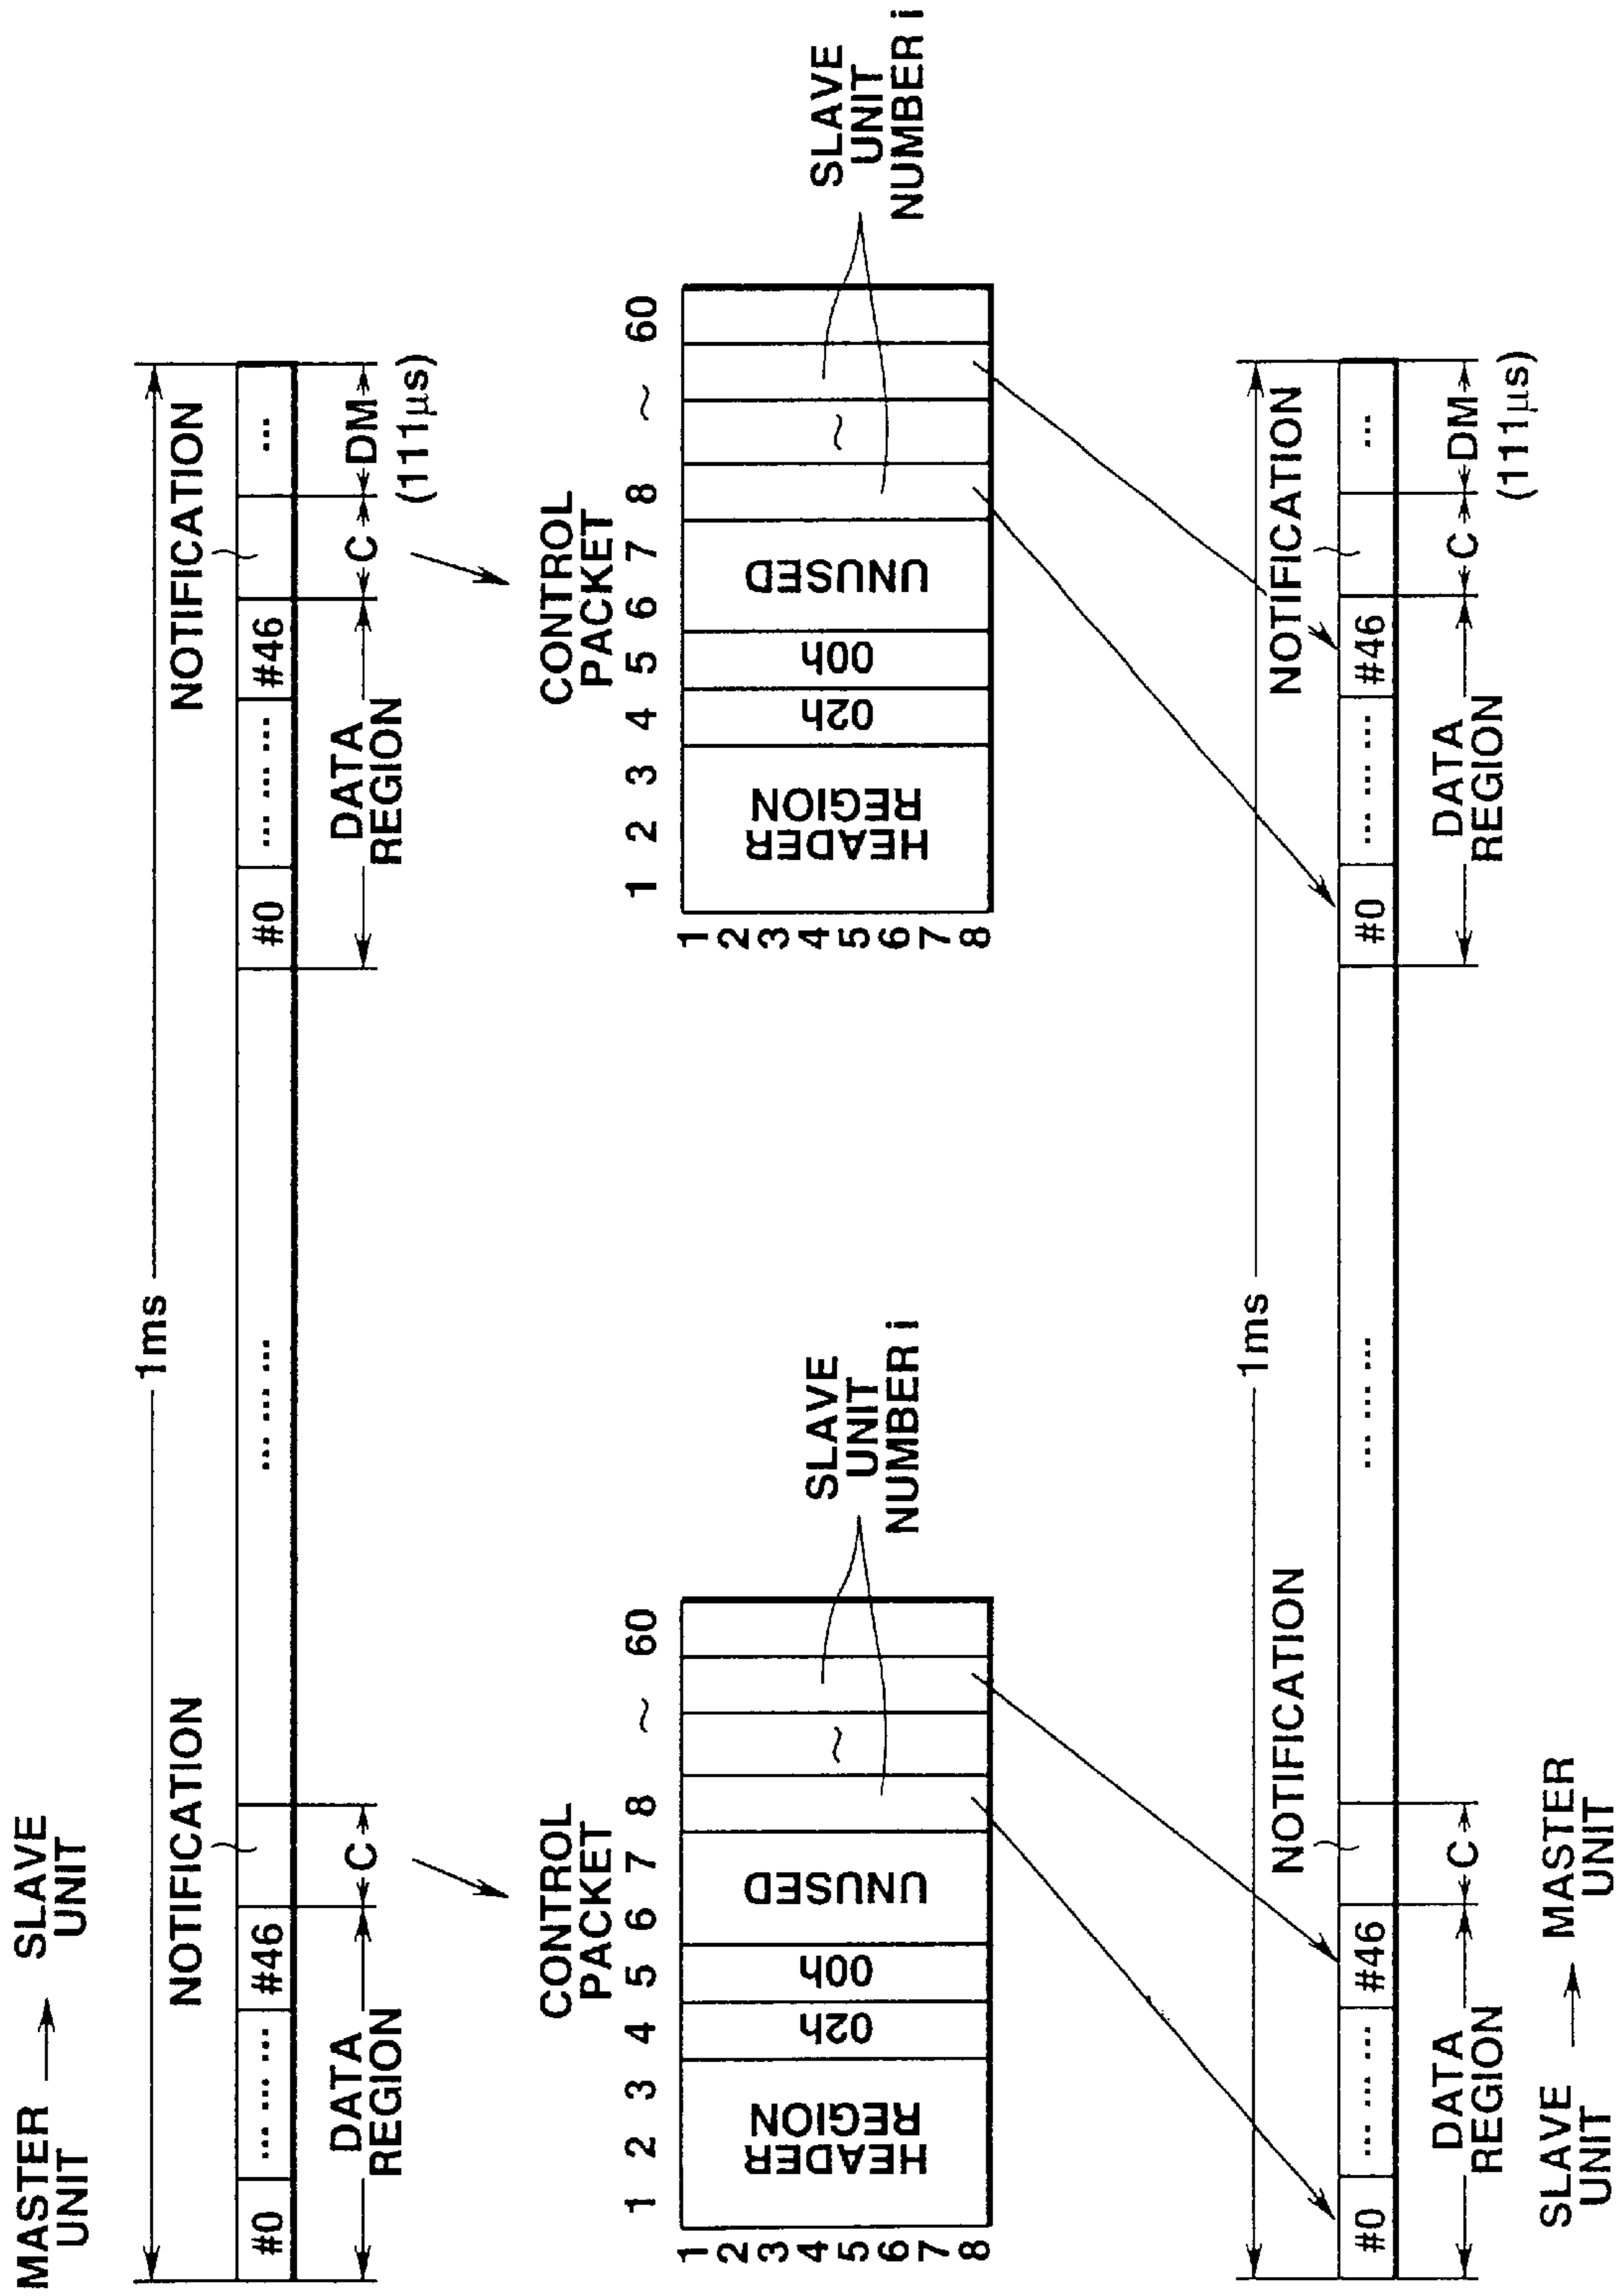 MASTER UNIT → SLAVE UNIT
1ms
NOTIFICATION
NOTIFICATION
#0
... ... ...
#46
... ... ...
#0
... ... ...
#46
...
DATA REGION
C
DATA REGION
C
DM
(111μs)
CONTROL PACKET
1 2 3 4 5 6 7 8 ~ 60
1
2
3
4
5
6
7
8
HEADER REGION
02h
00h
UNUSED
~
SLAVE UNIT NUMBER i
CONTROL PACKET
1 2 3 4 5 6 7 8 ~ 60
1
2
3
4
5
6
7
8
HEADER REGION
02h
00h
UNUSED
~
SLAVE UNIT NUMBER i
1ms
NOTIFICATION
NOTIFICATION
#0
... ... ...
#46
... ... ...
#0
... ... ...
#46
...
DATA REGION
C
DATA REGION
C
DM
(111μs)
SLAVE UNIT → MASTER UNIT